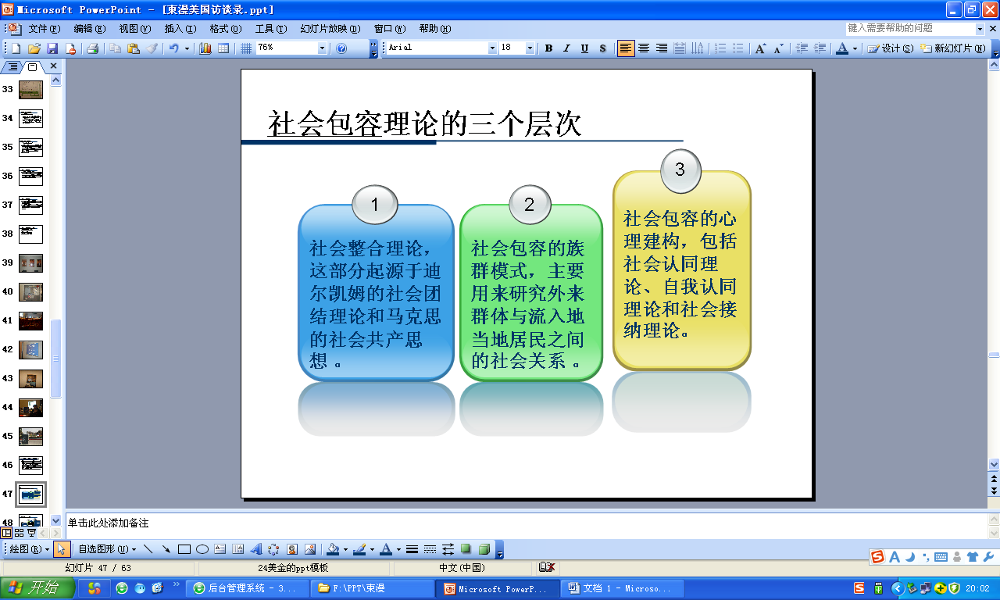 Microsoft PowerPoint - [束漫美国访谈录.ppt]
文件(F) 编辑(E) 视图(V) 插入(I) 格式(O) 工具(T) 幻灯片放映(D) 窗口(W) 帮助(H)
键入需要帮助的问题
76%
Arial
18
B I U S
设计(S)
新幻灯片(N)
33
34
35
36
37
38
39
40
41
42
43
44
45
46
47
48
社会包容理论的三个层次
1
社会整合理论，
这部分起源于迪
尔凯姆的社会团
结理论和马克思
的社会共产思
想 。
2
社会包容的族
群模式，主要
用来研究外来
群体与流入地
当地居民之间
的社会关系 。
3
社会包容的心
理建构，包括
社会认同理
论、自我认同
理论和社会接
纳理论。
单击此处添加备注
绘图(R)
自选图形(U)
幻灯片 47 / 63
24美金的ppt模板
中文(中国)
开始
后台管理系统 - 3...
F:\PPT\束漫
Microsoft PowerP...
文档 1 - Microso...
20:02